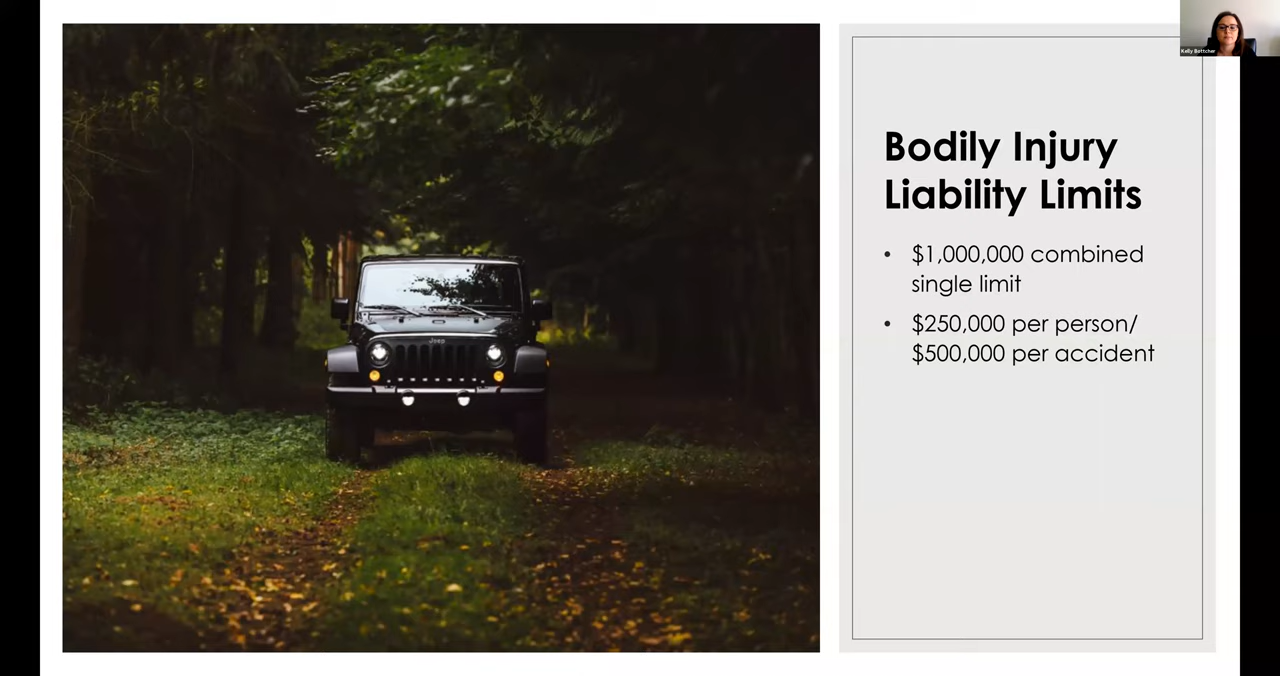 Kelly Bottcher
Bodily Injury
Liability Limits
• $1,000,000 combined
single limit
• $250,000 per person/
$500,000 per accident
Jeep